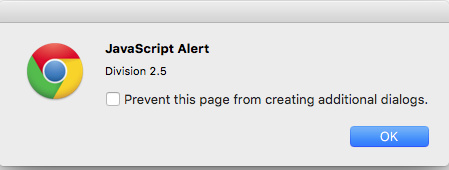 JavaScript Alert
Division 2.5
Prevent this page from creating additional dialogs.
OK